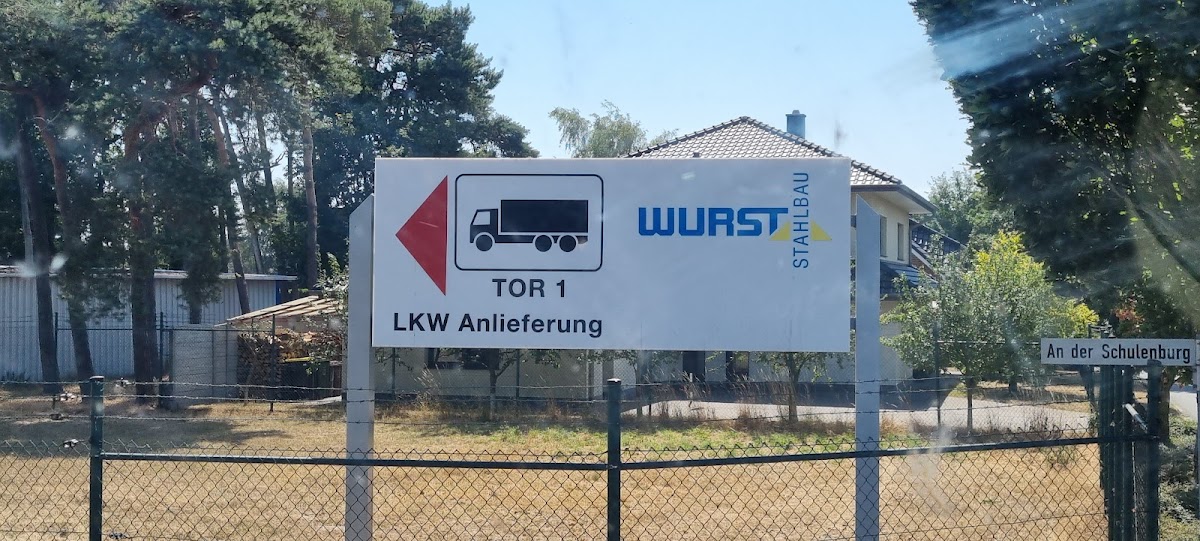 WURST
STAHLBAU
TOR 1
LKW Anlieferung
An der Schulenburg